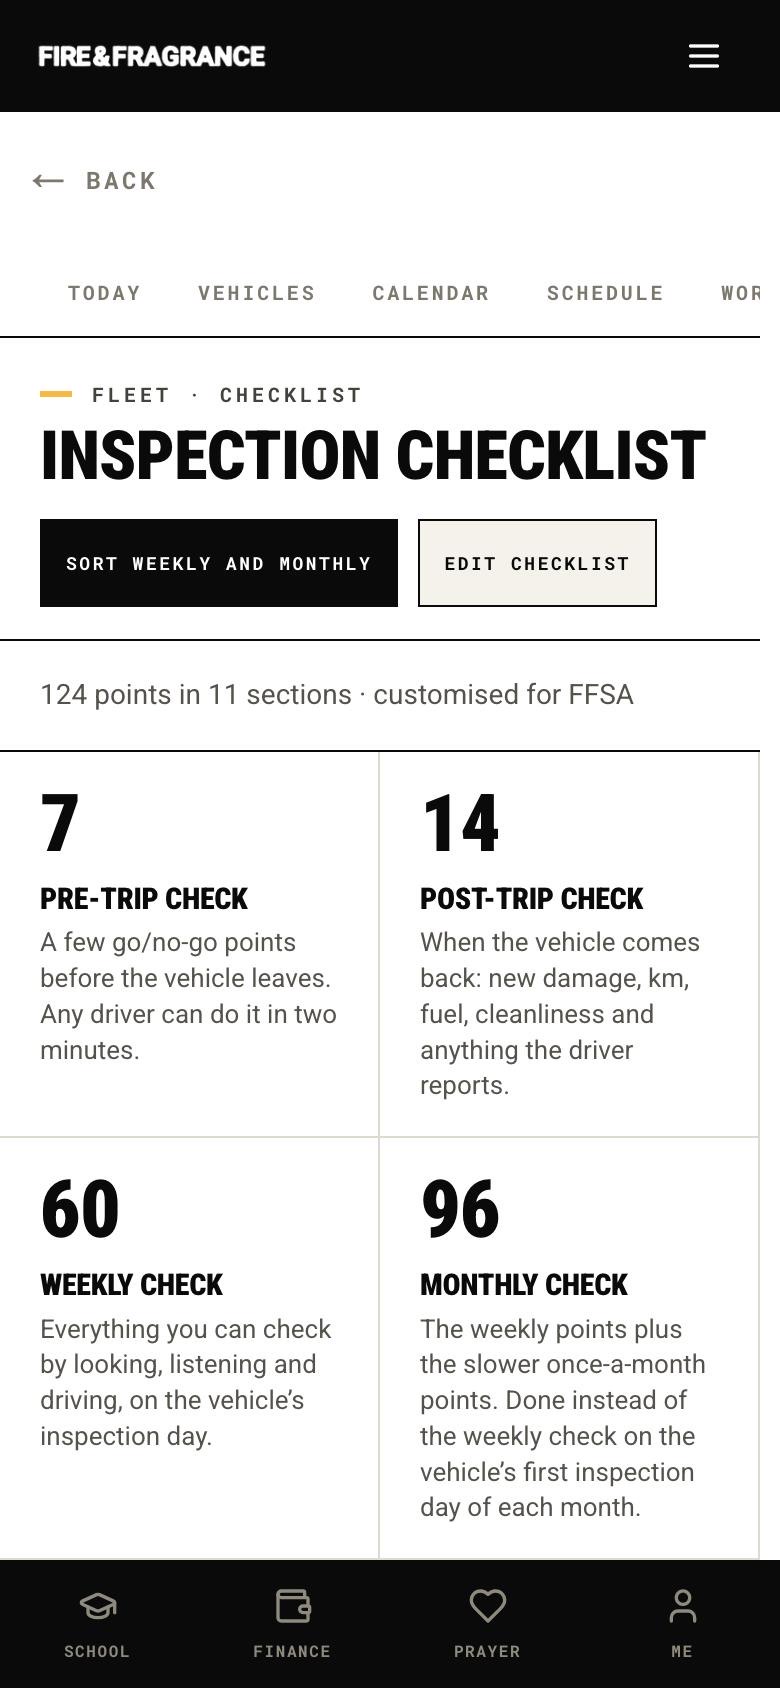 FIRE&FRAGRANCE
← BACK
TODAY VEHICLES CALENDAR SCHEDULE WOR
FLEET · CHECKLIST
INSPECTION CHECKLIST
SORT WEEKLY AND MONTHLY
EDIT CHECKLIST
124 points in 11 sections · customised for FFSA
7
PRE-TRIP CHECK
A few go/no-go points
before the vehicle leaves.
Any driver can do it in two
minutes.
14
POST-TRIP CHECK
When the vehicle comes
back: new damage, km,
fuel, cleanliness and
anything the driver
reports.
60
WEEKLY CHECK
Everything you can check
by looking, listening and
driving, on the vehicle’s
inspection day.
96
MONTHLY CHECK
The weekly points plus
the slower once-a-month
points. Done instead of
the weekly check on the
vehicle’s first inspection
day of each month.
SCHOOL FINANCE PRAYER ME